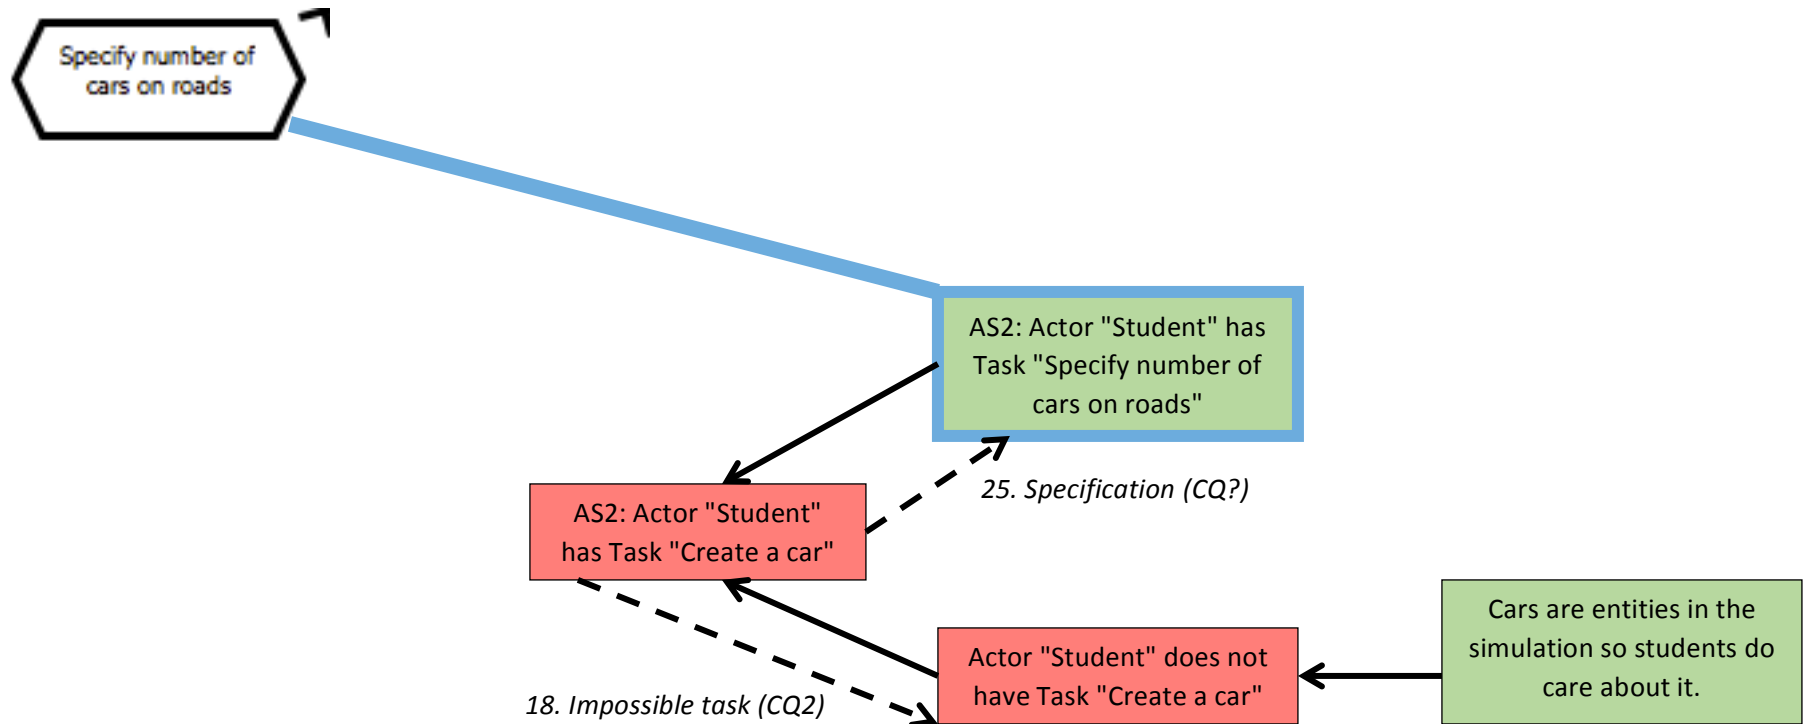 Specify number of
cars on roads
AS2: Actor "Student" has
Task "Specify number of
cars on roads"
25. Specification (CQ?)
AS2: Actor "Student"
has Task "Create a car"
Cars are entities in the
simulation so students do
care about it.
Actor "Student" does not
have Task "Create a car"
18. Impossible task (CQ2)